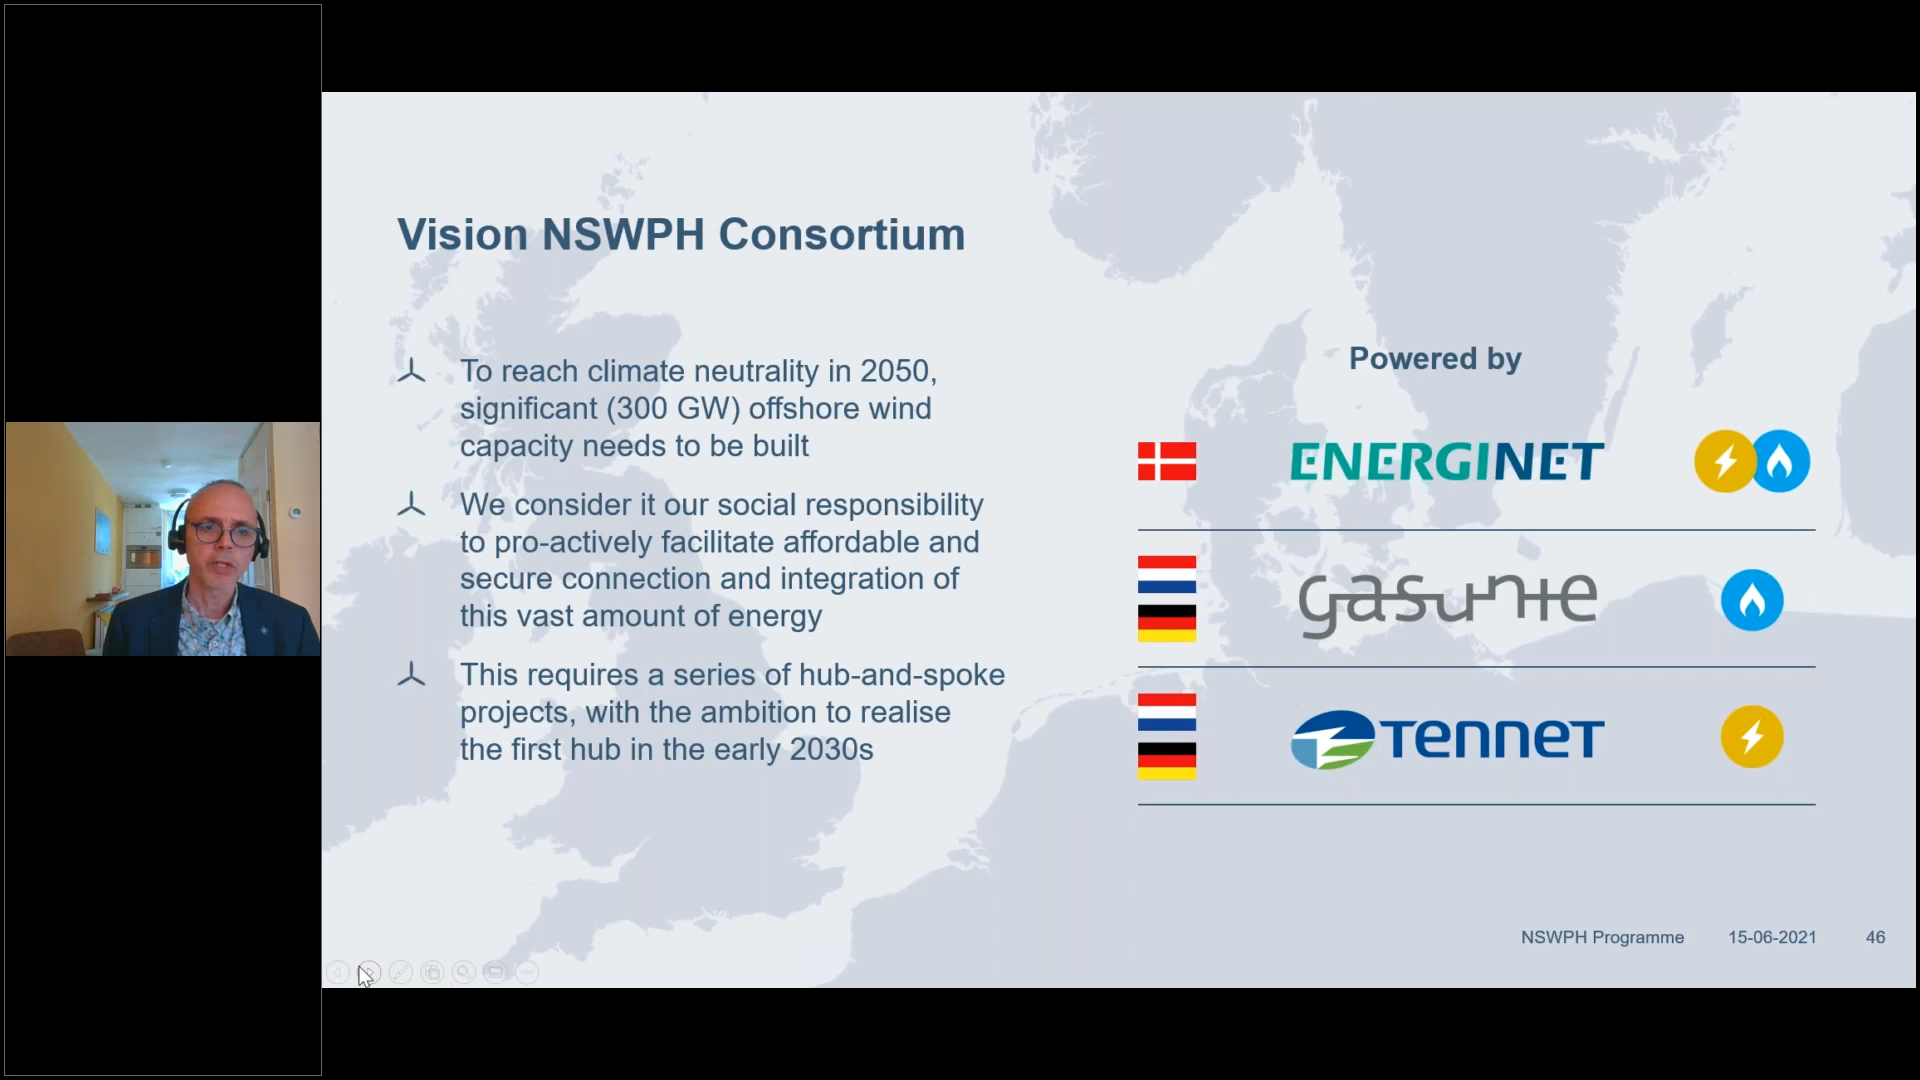 Vision NSWPH Consortium
To reach climate neutrality in 2050,
significant (300 GW) offshore wind
capacity needs to be built
We consider it our social responsibility
to pro-actively facilitate affordable and
secure connection and integration of
this vast amount of energy
This requires a series of hub-and-spoke
projects, with the ambition to realise
the first hub in the early 2030s
Powered by
ENERGINET
gasunie
TenneT
NSWPH Programme 15-06-2021 46